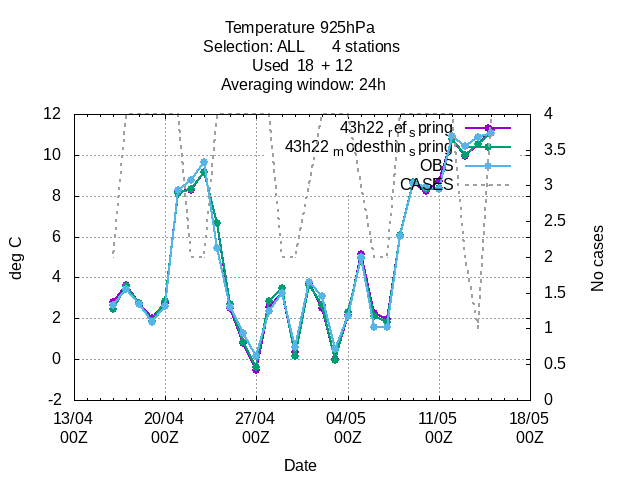 Temperature 925hPa
Selection: ALL 4 stations
Used 18 + 12
Averaging window: 24h
12
10
8
6
4
2
0
-2
deg C
4
3.5
3
2.5
2
1.5
1
0.5
0
No cases
43h22 ref spring
43h22 modesthin spring
OBS
CASES
13/04 20/04 27/04 04/05 11/05 18/05
00Z 00Z 00Z 00Z 00Z 00Z
Date